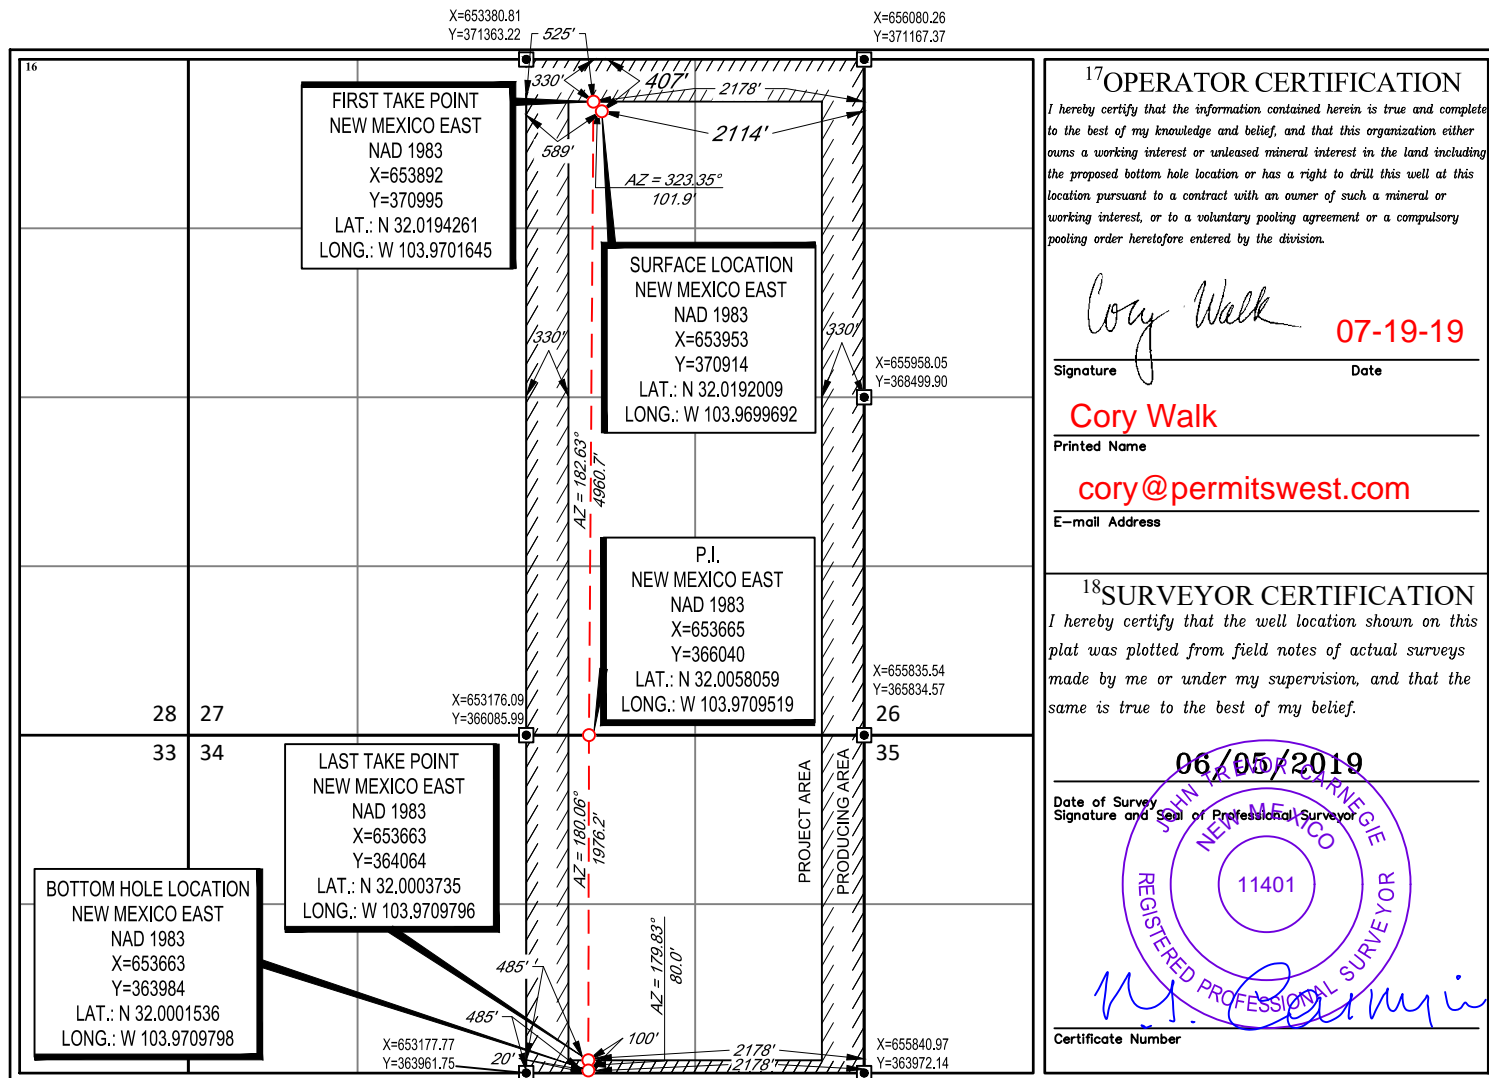 X=653380.81
Y=371363.22
525'
X=656080.26
Y=371167.37
16
330'
407'
2178'
2114'
589'
AZ = 323.35°
101.9'
FIRST TAKE POINT
NEW MEXICO EAST
NAD 1983
X=653892
Y=370995
LAT.: N 32.0194261
LONG.: W 103.9701645
SURFACE LOCATION
NEW MEXICO EAST
NAD 1983
X=653953
Y=370914
LAT.: N 32.0192009
LONG.: W 103.9699692
330'
330'
X=655958.05
Y=368499.90
AZ = 182.63°
4960.7'
P.I.
NEW MEXICO EAST
NAD 1983
X=653665
Y=366040
LAT.: N 32.0058059
LONG.: W 103.9709519
X=653176.09
Y=366085.99
X=655835.54
Y=365834.57
28 27
26
33 34
35
LAST TAKE POINT
NEW MEXICO EAST
NAD 1983
X=653663
Y=364064
LAT.: N 32.0003735
LONG.: W 103.9709796
AZ = 180.06°
1976.2'
PROJECT AREA
PRODUCING AREA
BOTTOM HOLE LOCATION
NEW MEXICO EAST
NAD 1983
X=653663
Y=363984
LAT.: N 32.0001536
LONG.: W 103.9709798
AZ = 179.83°
80.0'
485'
485'
100'
20'
2178'
2178'
X=653177.77
Y=363961.75
X=655840.97
Y=363972.14
17OPERATOR CERTIFICATION
I hereby certify that the information contained herein is true and complete
to the best of my knowledge and belief, and that this organization either
owns a working interest or unleased mineral interest in the land including
the proposed bottom hole location or has a right to drill this well at this
location pursuant to a contract with an owner of such a mineral or
working interest, or to a voluntary pooling agreement or a compulsory
pooling order heretofore entered by the division.
Cory Walk
07-19-19
Signature Date
Cory Walk
Printed Name
cory@permitswest.com
E-mail Address
18SURVEYOR CERTIFICATION
I hereby certify that the well location shown on this
plat was plotted from field notes of actual surveys
made by me or under my supervision, and that the
same is true to the best of my belief.
06/05/2019
Date of Survey
Signature and Seal of Professional Surveyor
JOHN TREVOR CARNEGIE
NEW MEXICO
11401
REGISTERED PROFESSIONAL SURVEYOR
Certificate Number